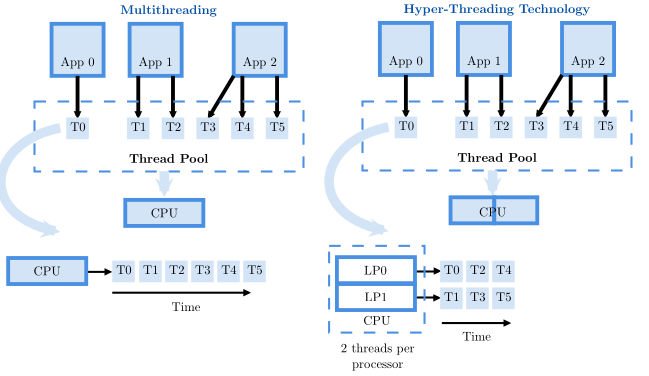 Multithreading
App 0 App 1 App 2
T0 T1 T2 T3 T4 T5
Thread Pool
CPU
CPU T0 T1 T2 T3 T4 T5
Time
Hyper-Threading Technology
App 0 App 1 App 2
T0 T1 T2 T3 T4 T5
Thread Pool
CPU
LP0 T0 T2 T4
LP1 T1 T3 T5
CPU
Time
2 threads per
processor